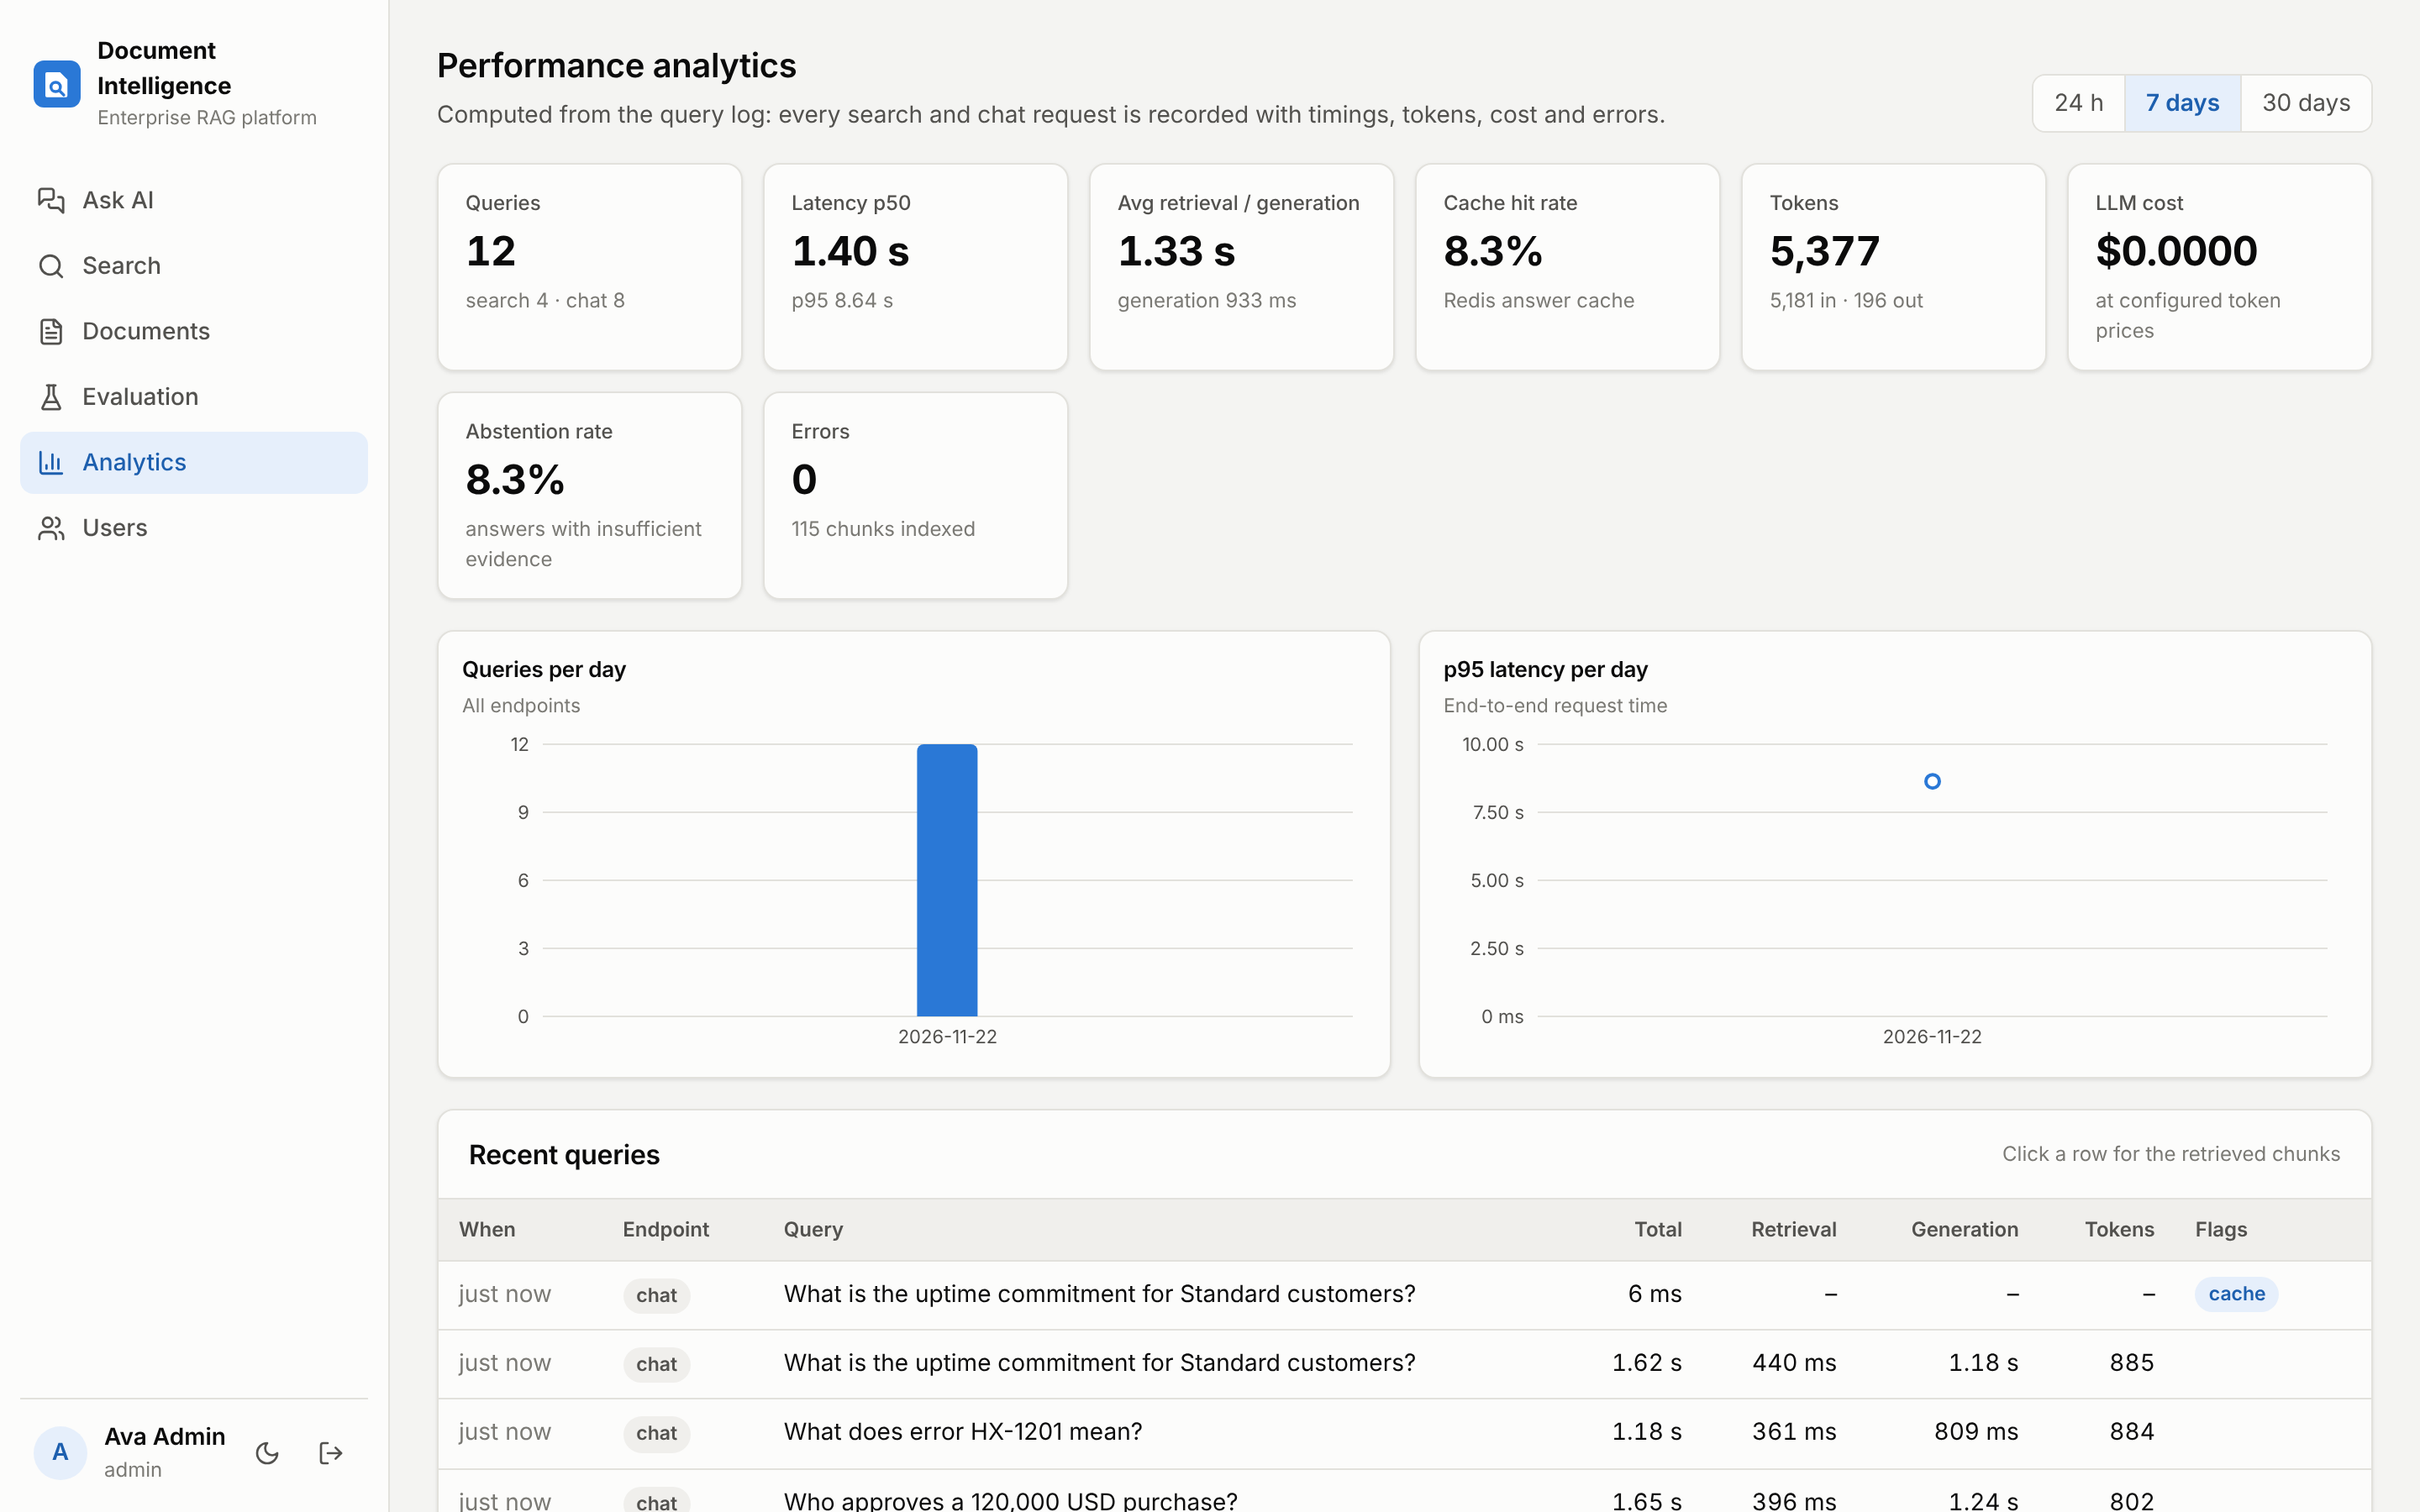 Document
Intelligence
Enterprise RAG platform
Ask AI
Search
Documents
Evaluation
Analytics
Users
A
Ava Admin
admin
Performance analytics
Computed from the query log: every search and chat request is recorded with timings, tokens, cost and errors.
24 h
7 days
30 days
Queries
12
search 4 · chat 8
Latency p50
1.40 s
p95 8.64 s
Avg retrieval / generation
1.33 s
generation 933 ms
Cache hit rate
8.3%
Redis answer cache
Tokens
5,377
5,181 in · 196 out
LLM cost
$0.0000
at configured token
prices
Abstention rate
8.3%
answers with insufficient
evidence
Errors
0
115 chunks indexed
Queries per day
All endpoints
12
9
6
3
0
2026-11-22
p95 latency per day
End-to-end request time
10.00 s
7.50 s
5.00 s
2.50 s
0 ms
2026-11-22
Recent queries
Click a row for the retrieved chunks
When Endpoint Query Total Retrieval Generation Tokens Flags
just now chat What is the uptime commitment for Standard customers? 6 ms – – – cache
just now chat What is the uptime commitment for Standard customers? 1.62 s 440 ms 1.18 s 885
just now chat What does error HX-1201 mean? 1.18 s 361 ms 809 ms 884
just now chat Who approves a 120,000 USD purchase? 1.65 s 396 ms 1.24 s 802